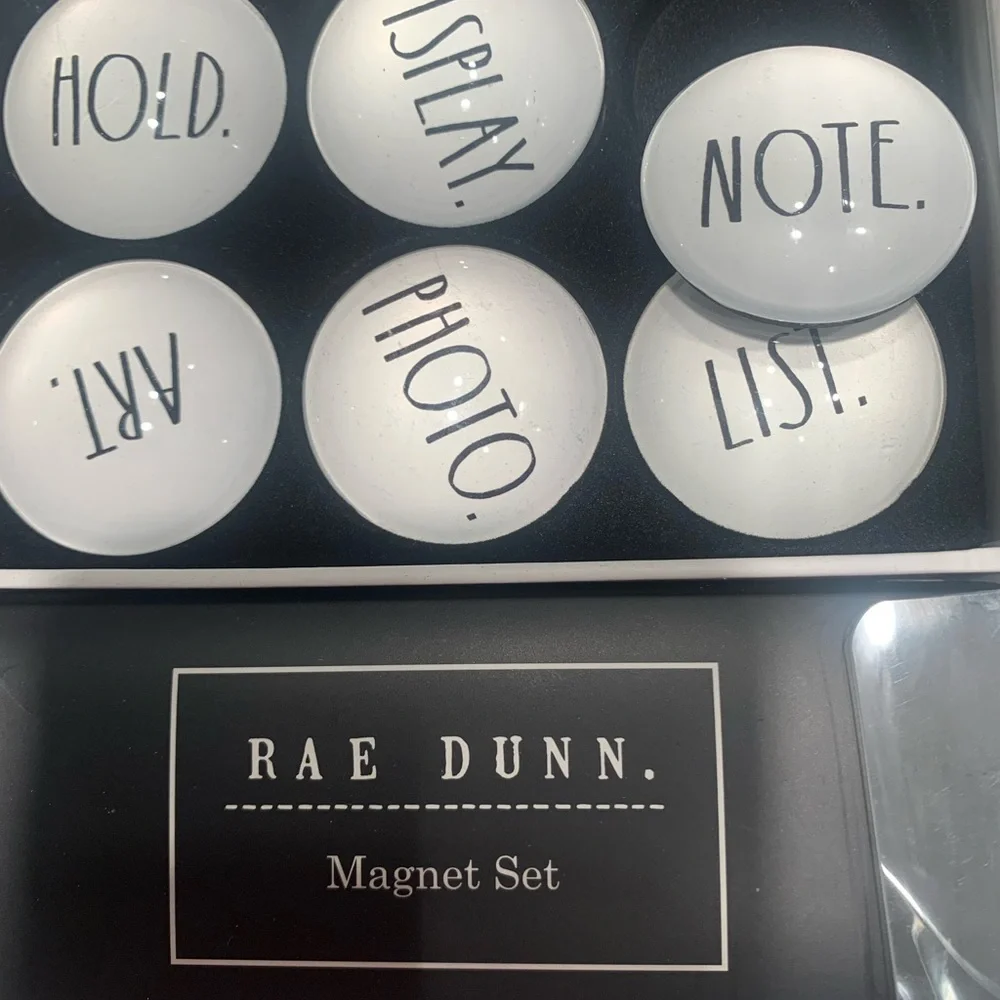 HOLD.
ISPLAY.
NOTE.
ART.
PHOTO.
LIST.
RAE DUNN.
Magnet Set